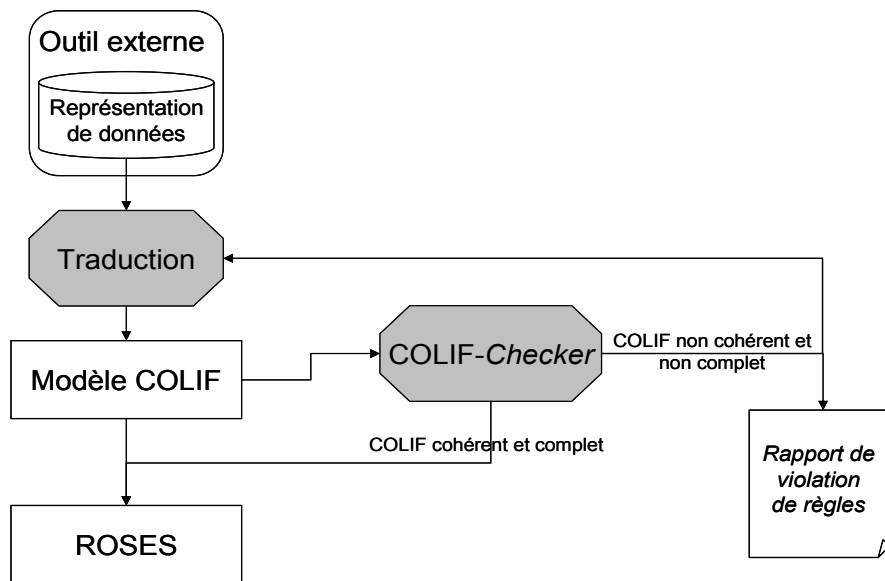 Outil externe
Représentation
de données
Traduction
Modèle COLIF
COLIF-Checker
COLIF non cohérent et
non complet
COLIF cohérent et complet
Rapport de
violation
de règles
ROSES